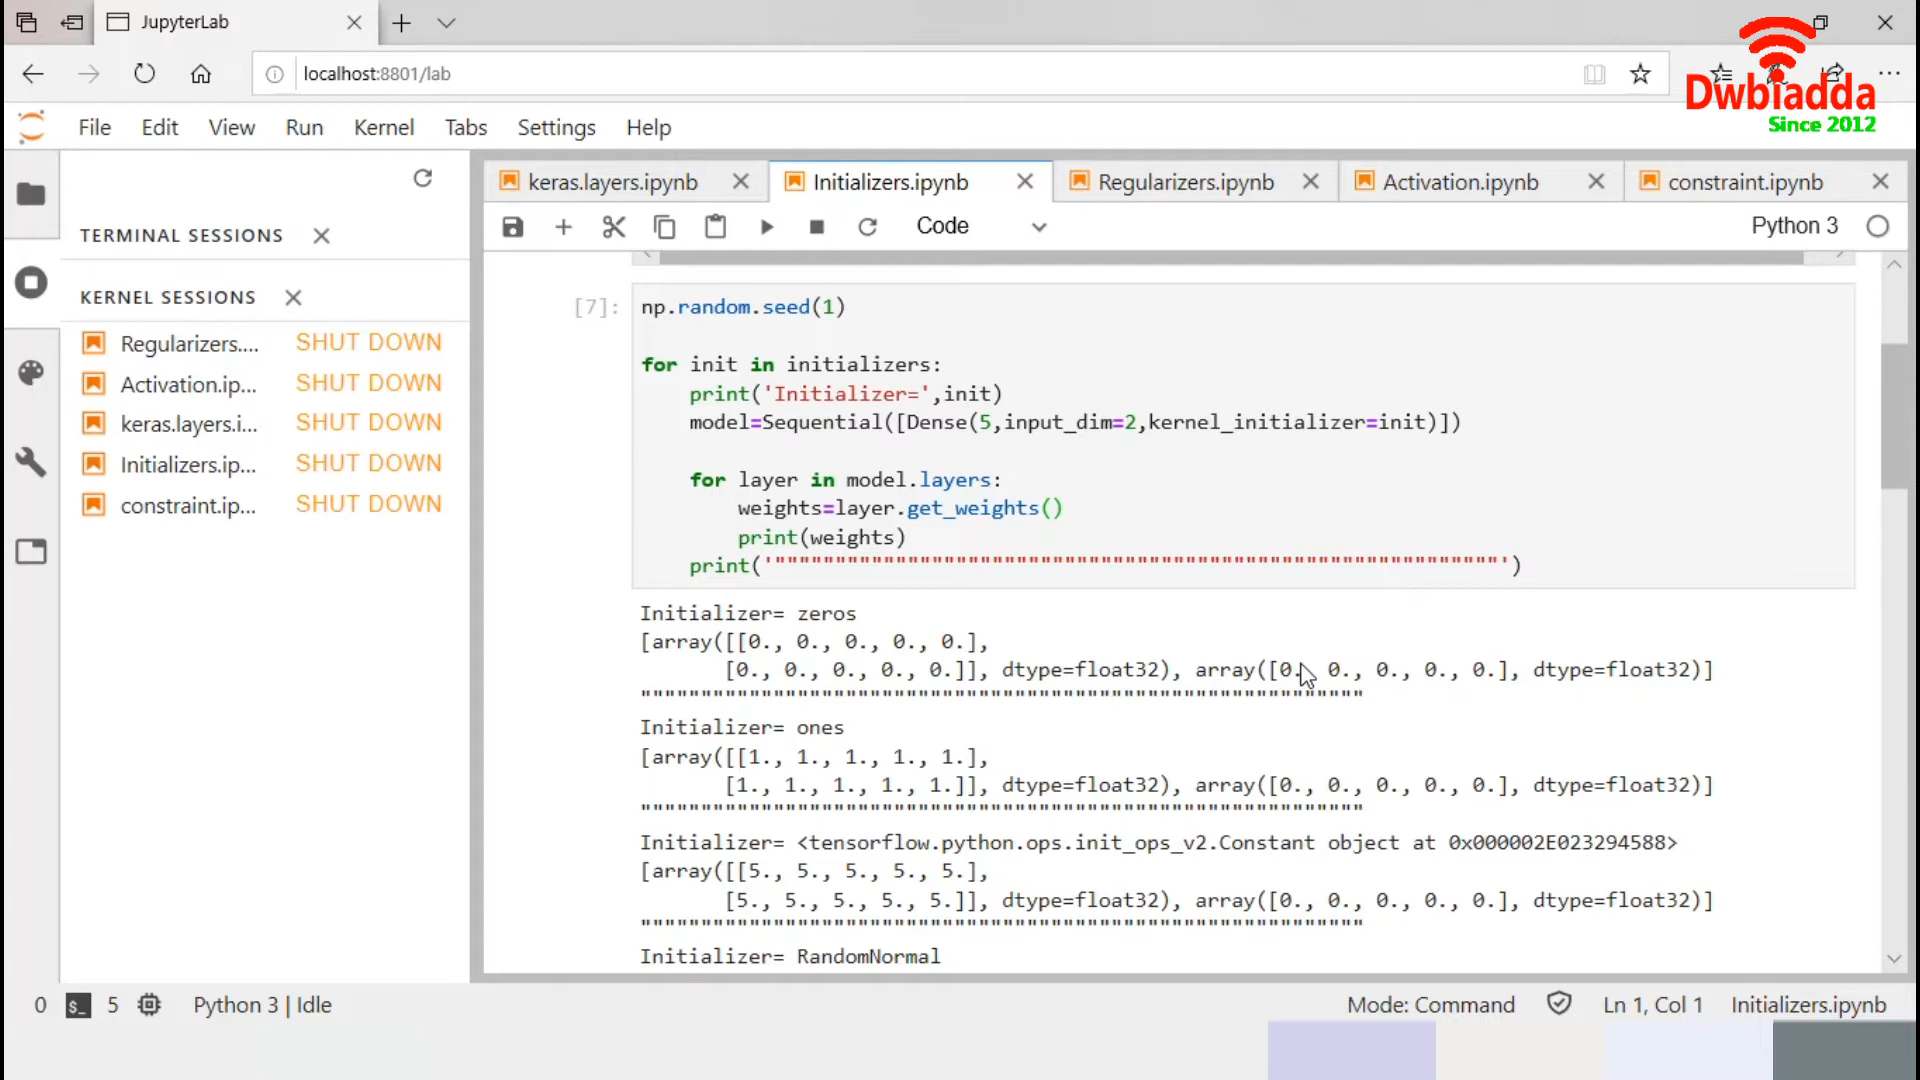 JupyterLab
localhost:8801/lab
Dwbiadda
Since 2012
File Edit View Run Kernel Tabs Settings Help
keras.layers.ipynb Initializers.ipynb Regularizers.ipynb Activation.ipynb constraint.ipynb
Code Python 3
TERMINAL SESSIONS
KERNEL SESSIONS
Regularizers.... SHUT DOWN
Activation.ip... SHUT DOWN
keras.layers.i... SHUT DOWN
Initializers.ip... SHUT DOWN
constraint.ip... SHUT DOWN
[7]: np.random.seed(1)
for init in initializers:
print('Initializer=',init)
model=Sequential([Dense(5,input_dim=2,kernel_initializer=init)])
for layer in model.layers:
weights=layer.get_weights()
print(weights)
print('""""""""""""""""""""""""""""""""""""""""""""""""""""""""""""')
Initializer= zeros
[array([[0., 0., 0., 0., 0.],
[0., 0., 0., 0., 0.]], dtype=float32), array([0., 0., 0., 0., 0.], dtype=float32)]
""""""""""""""""""""""""""""""""""""""""""""""""""""""""""""
Initializer= ones
[array([[1., 1., 1., 1., 1.],
[1., 1., 1., 1., 1.]], dtype=float32), array([0., 0., 0., 0., 0.], dtype=float32)]
""""""""""""""""""""""""""""""""""""""""""""""""""""""""""""
Initializer= <tensorflow.python.ops.init_ops_v2.Constant object at 0x000002E023294588>
[array([[5., 5., 5., 5., 5.],
[5., 5., 5., 5., 5.]], dtype=float32), array([0., 0., 0., 0., 0.], dtype=float32)]
""""""""""""""""""""""""""""""""""""""""""""""""""""""""""""
Initializer= RandomNormal
0 $_ 5 Python 3 | Idle Mode: Command Ln 1, Col 1 Initializers.ipynb